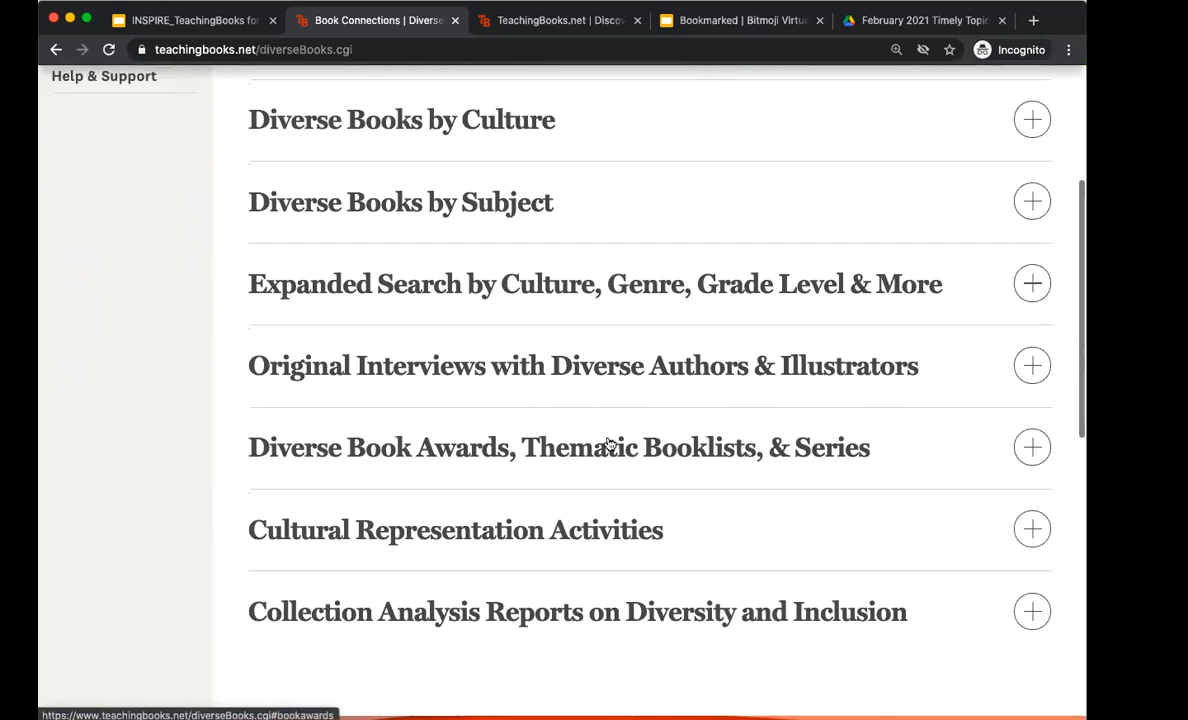 INSPIRE_TeachingBooks for
Book Connections | Diverse
TeachingBooks.net | Discov
Bookmarked | Bitmoji Virtu
February 2021 Timely Topic
teachingbooks.net/diverseBooks.cgi
Incognito
Help & Support
Diverse Books by Culture
Diverse Books by Subject
Expanded Search by Culture, Genre, Grade Level & More
Original Interviews with Diverse Authors & Illustrators
Diverse Book Awards, Thematic Booklists, & Series
Cultural Representation Activities
Collection Analysis Reports on Diversity and Inclusion
https://www.teachingbooks.net/diverseBooks.cgi#bookawards